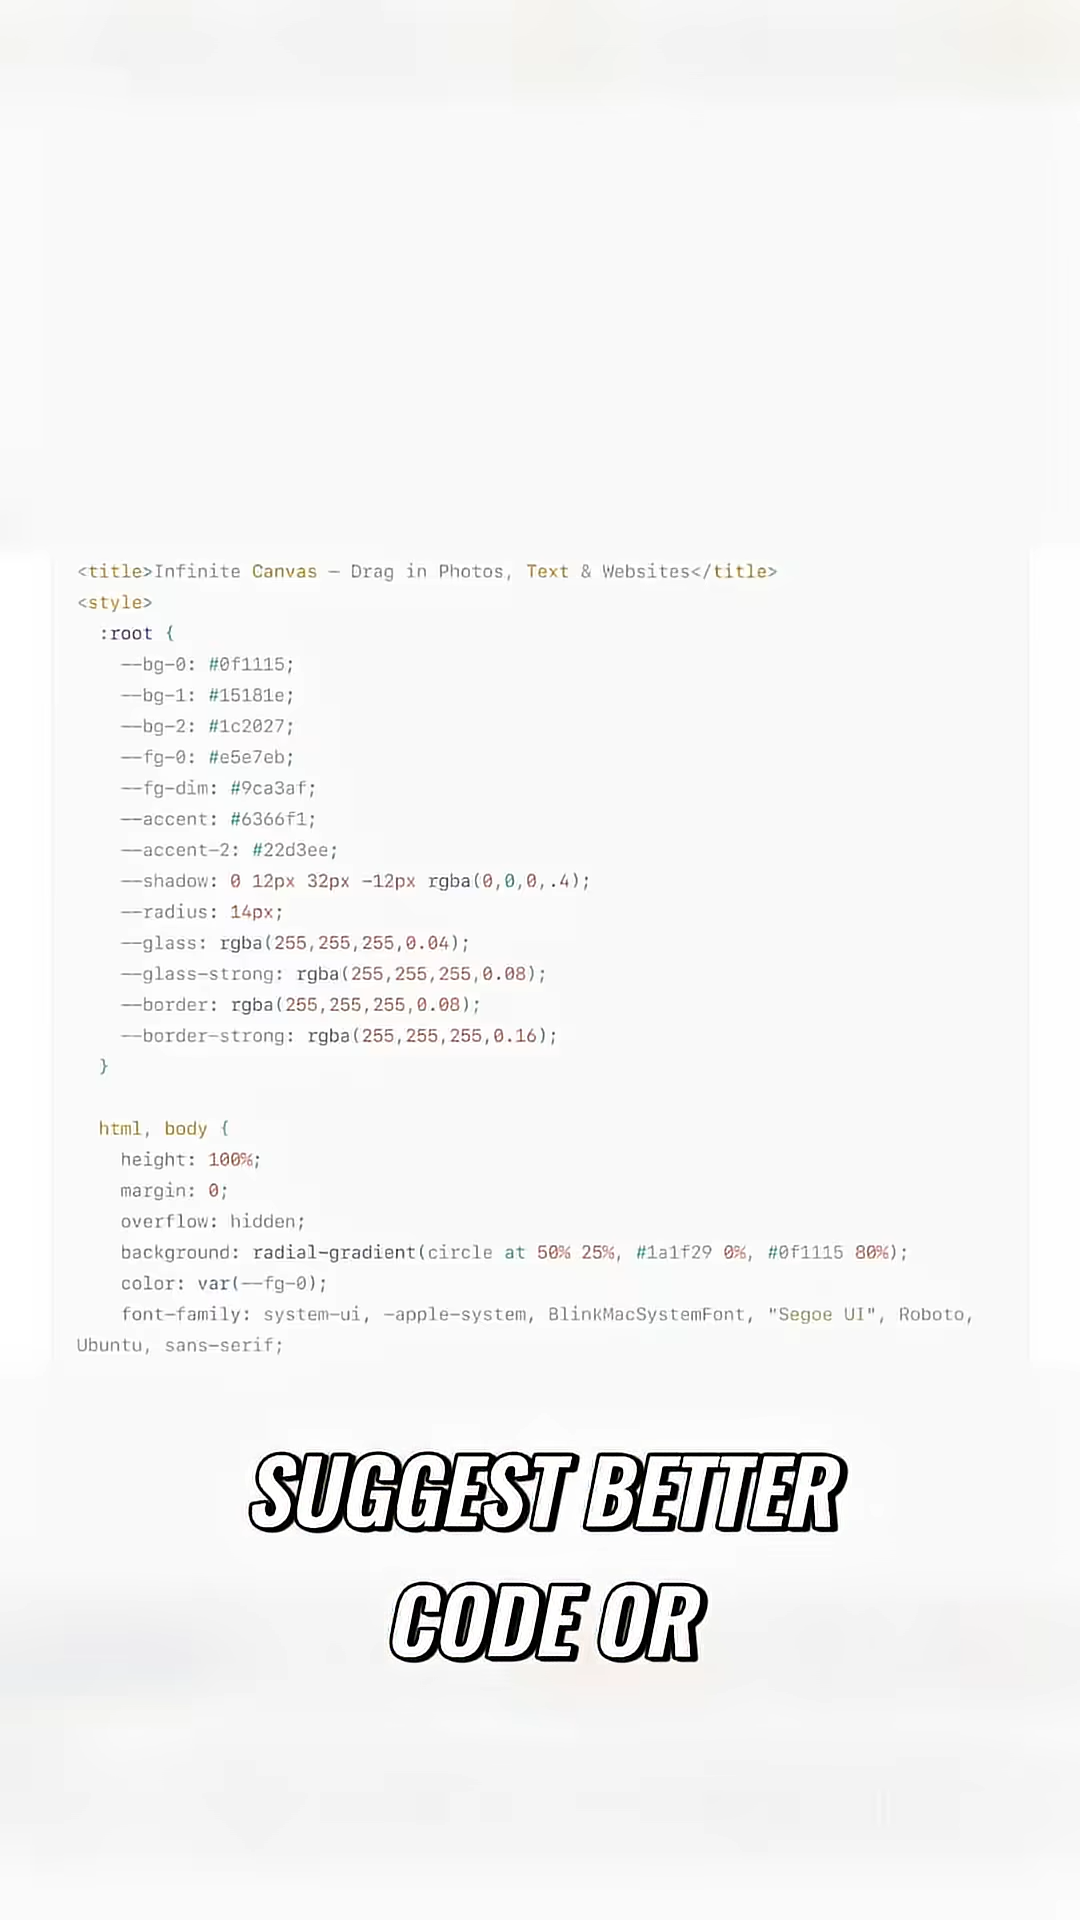 <title>Infinite Canvas — Drag in Photos, Text & Websites</title>
<style>
  :root {
    --bg-0: #0f1115;
    --bg-1: #15181e;
    --bg-2: #1c2027;
    --fg-0: #e5e7eb;
    --fg-dim: #9ca3af;
    --accent: #6366f1;
    --accent-2: #22d3ee;
    --shadow: 0 12px 32px -12px rgba(0,0,0,.4);
    --radius: 14px;
    --glass: rgba(255,255,255,0.04);
    --glass-strong: rgba(255,255,255,0.08);
    --border: rgba(255,255,255,0.08);
    --border-strong: rgba(255,255,255,0.16);
  }
  html, body {
    height: 100%;
    margin: 0;
    overflow: hidden;
    background: radial-gradient(circle at 50% 25%, #1a1f29 0%, #0f1115 80%);
    color: var(--fg-0);
    font-family: system-ui, -apple-system, BlinkMacSystemFont, "Segoe UI", Roboto,
Ubuntu, sans-serif;
SUGGEST BETTER
CODE OR